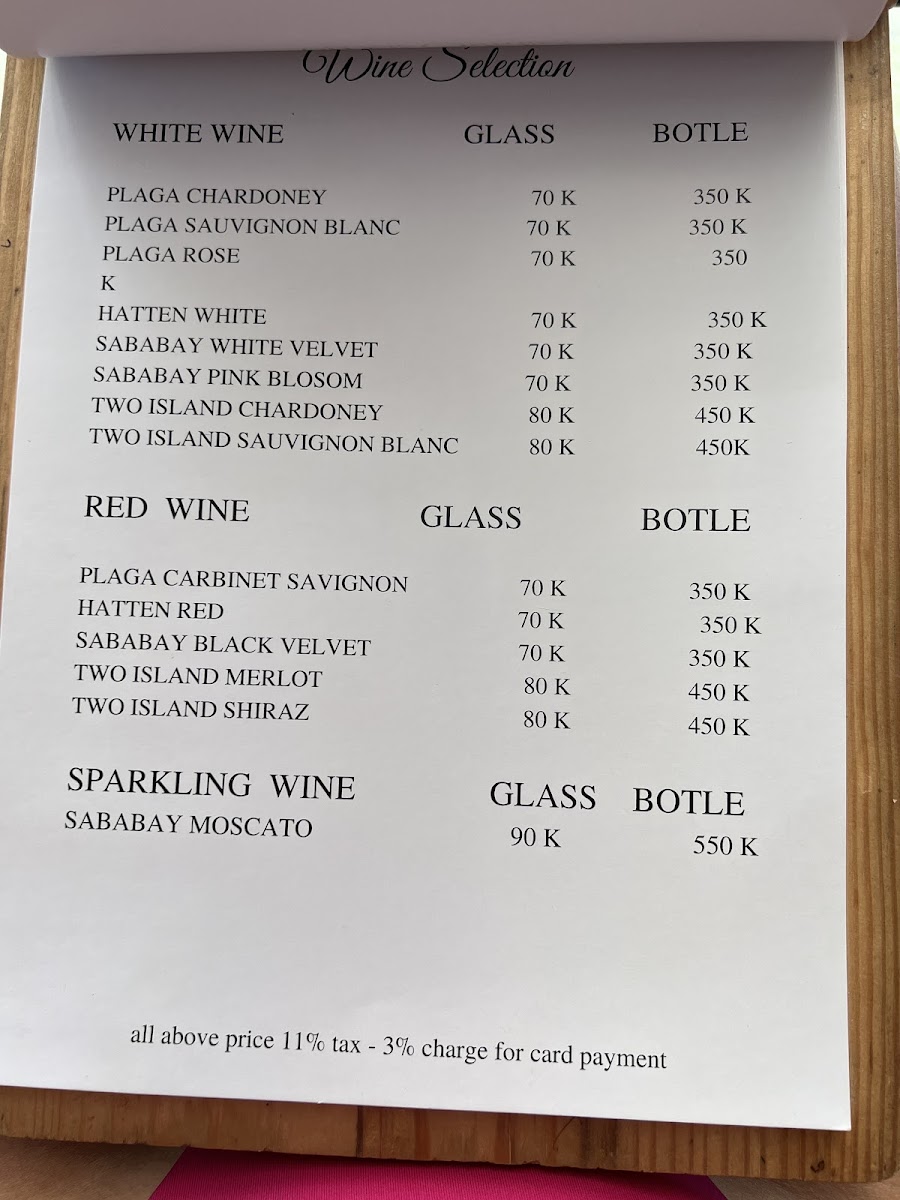 Wine Selection
WHITE WINE GLASS BOTLE
PLAGA CHARDONEY 70 K 350 K
PLAGA SAUVIGNON BLANC 70 K 350 K
PLAGA ROSE 70 K 350
K
HATTEN WHITE 70 K 350 K
SABABAY WHITE VELVET 70 K 350 K
SABABAY PINK BLOSOM 70 K 350 K
TWO ISLAND CHARDONEY 80 K 450 K
TWO ISLAND SAUVIGNON BLANC 80 K 450K
RED WINE GLASS BOTLE
PLAGA CARBINET SAVIGNON 70 K 350 K
HATTEN RED 70 K 350 K
SABABAY BLACK VELVET 70 K 350 K
TWO ISLAND MERLOT 80 K 450 K
TWO ISLAND SHIRAZ 80 K 450 K
SPARKLING WINE GLASS BOTLE
SABABAY MOSCATO 90 K 550 K
all above price 11% tax - 3% charge for card payment